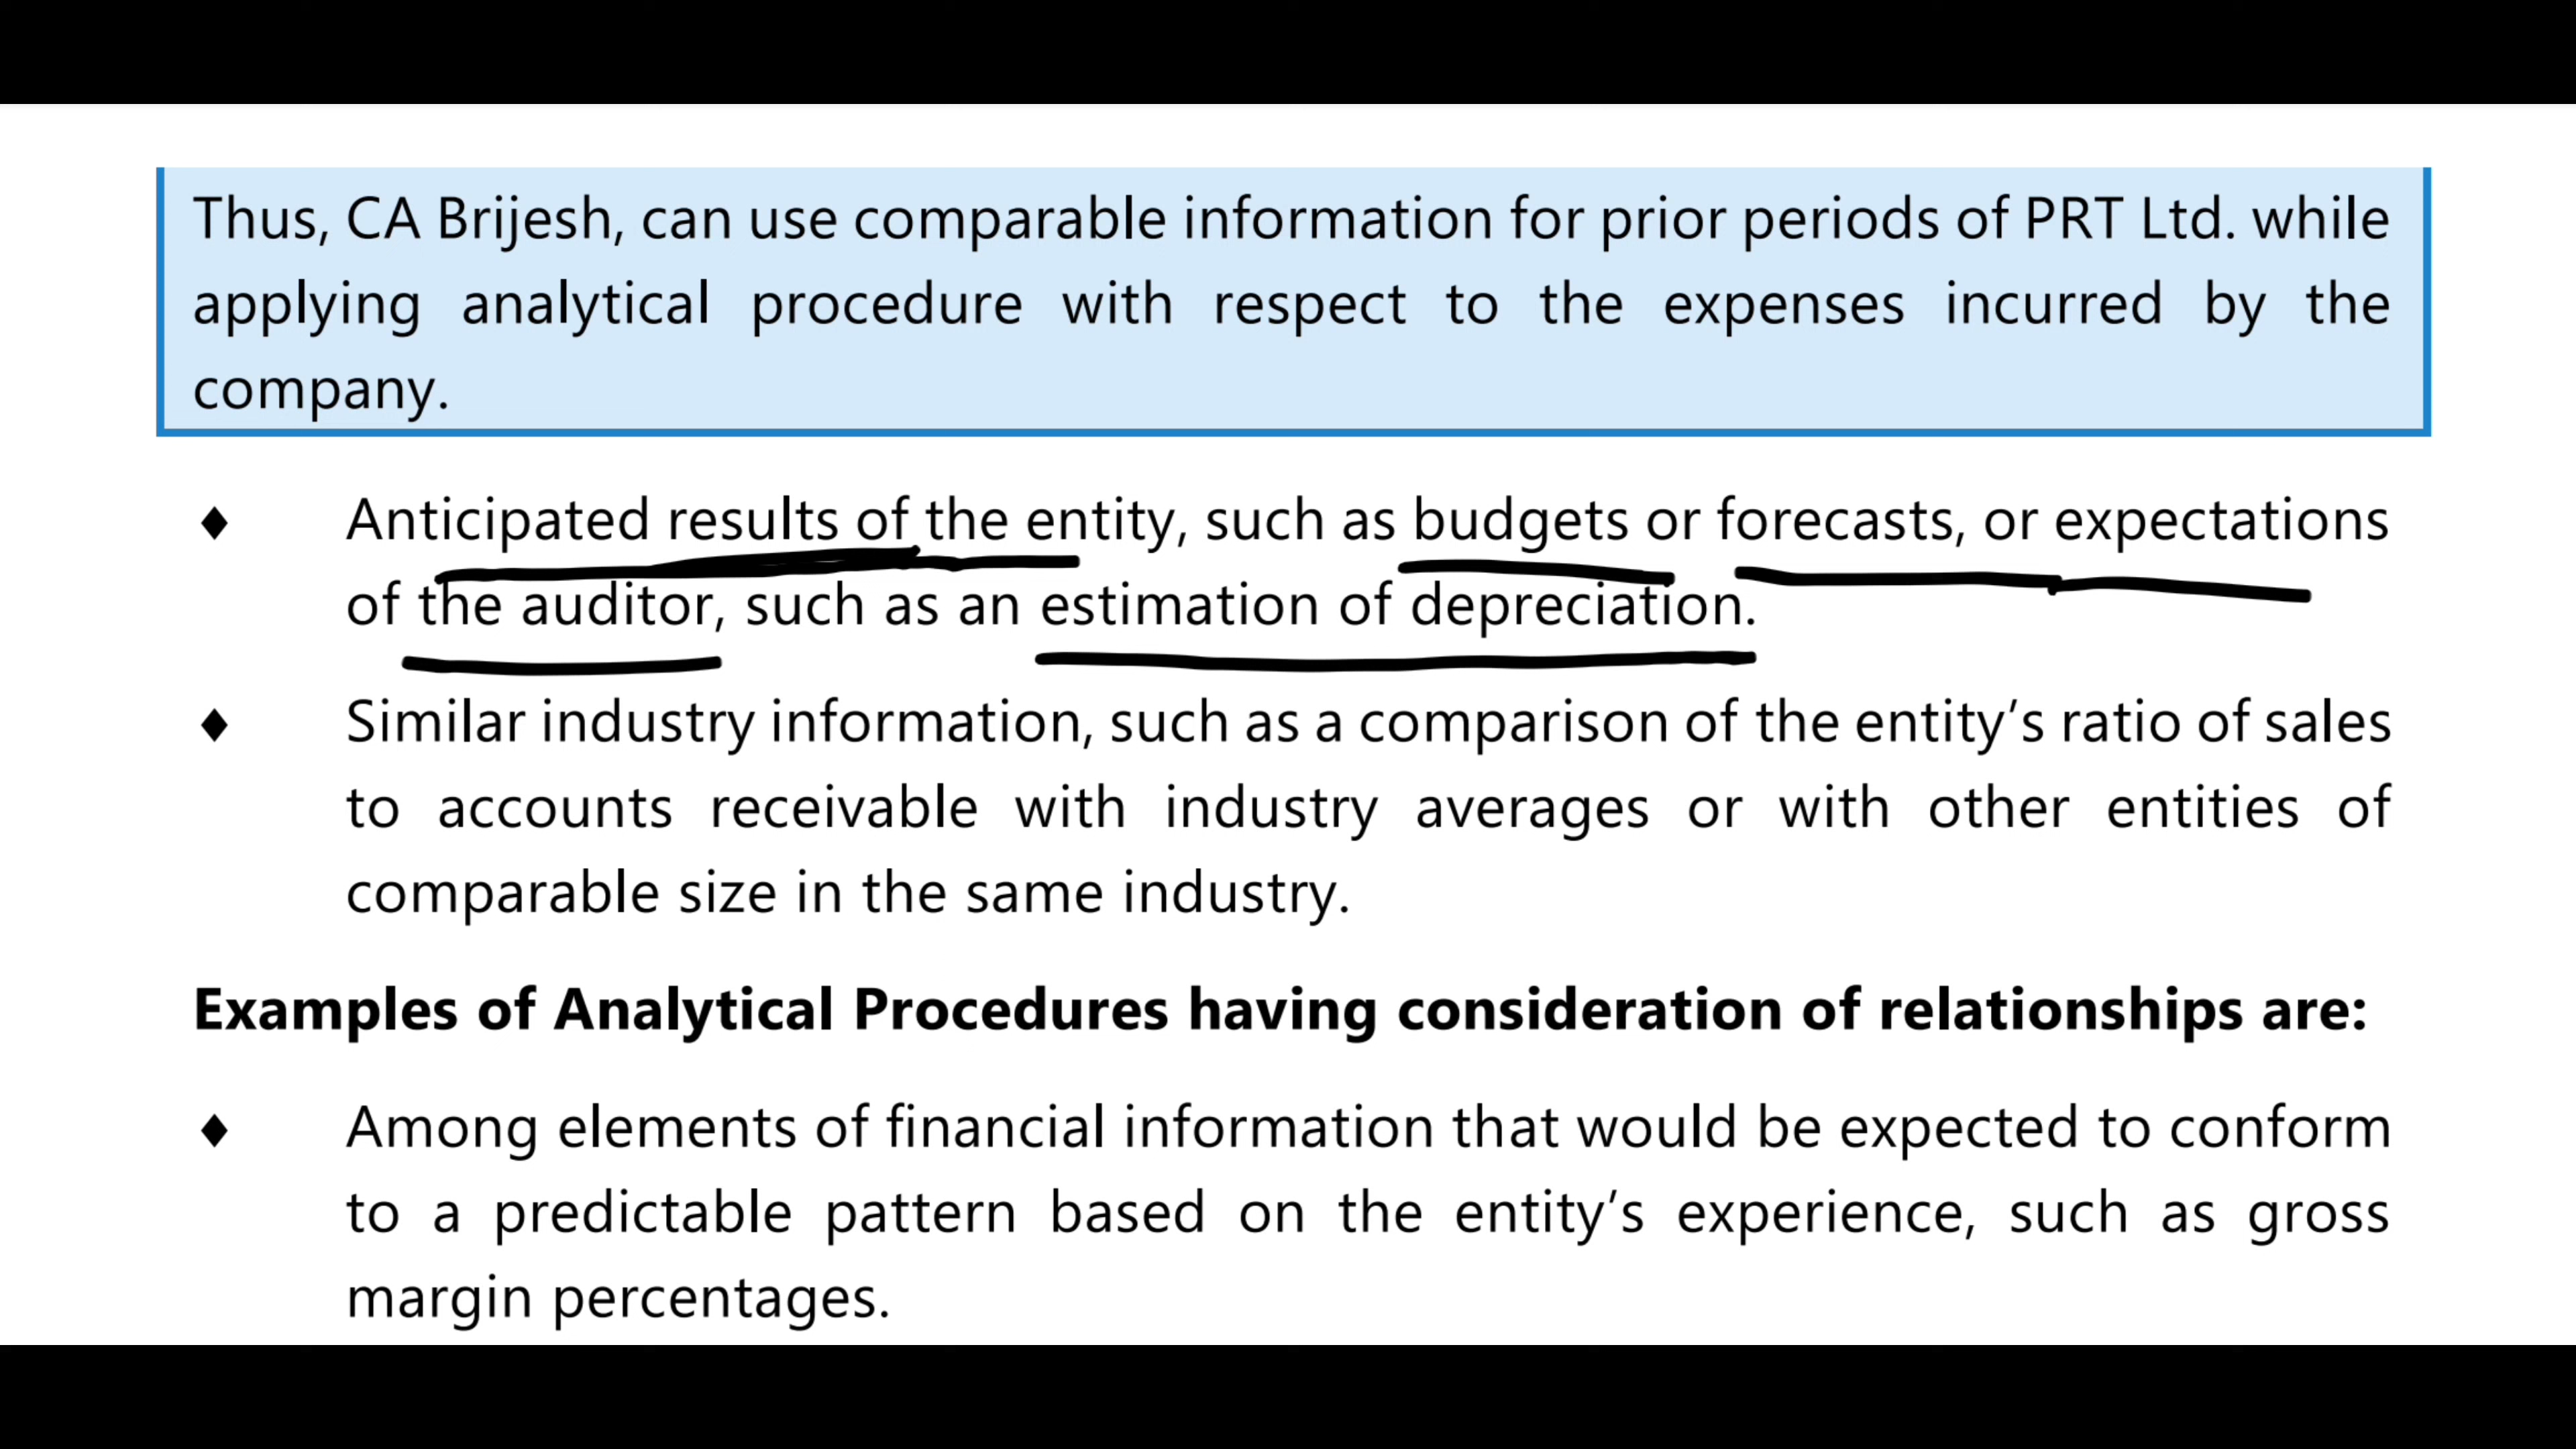 Thus, CA Brijesh, can use comparable information for prior periods of PRT Ltd. while
applying analytical procedure with respect to the expenses incurred by the
company.
♦ Anticipated results of the entity, such as budgets or forecasts, or expectations
of the auditor, such as an estimation of depreciation.
♦ Similar industry information, such as a comparison of the entity’s ratio of sales
to accounts receivable with industry averages or with other entities of
comparable size in the same industry.
Examples of Analytical Procedures having consideration of relationships are:
♦ Among elements of financial information that would be expected to conform
to a predictable pattern based on the entity’s experience, such as gross
margin percentages.